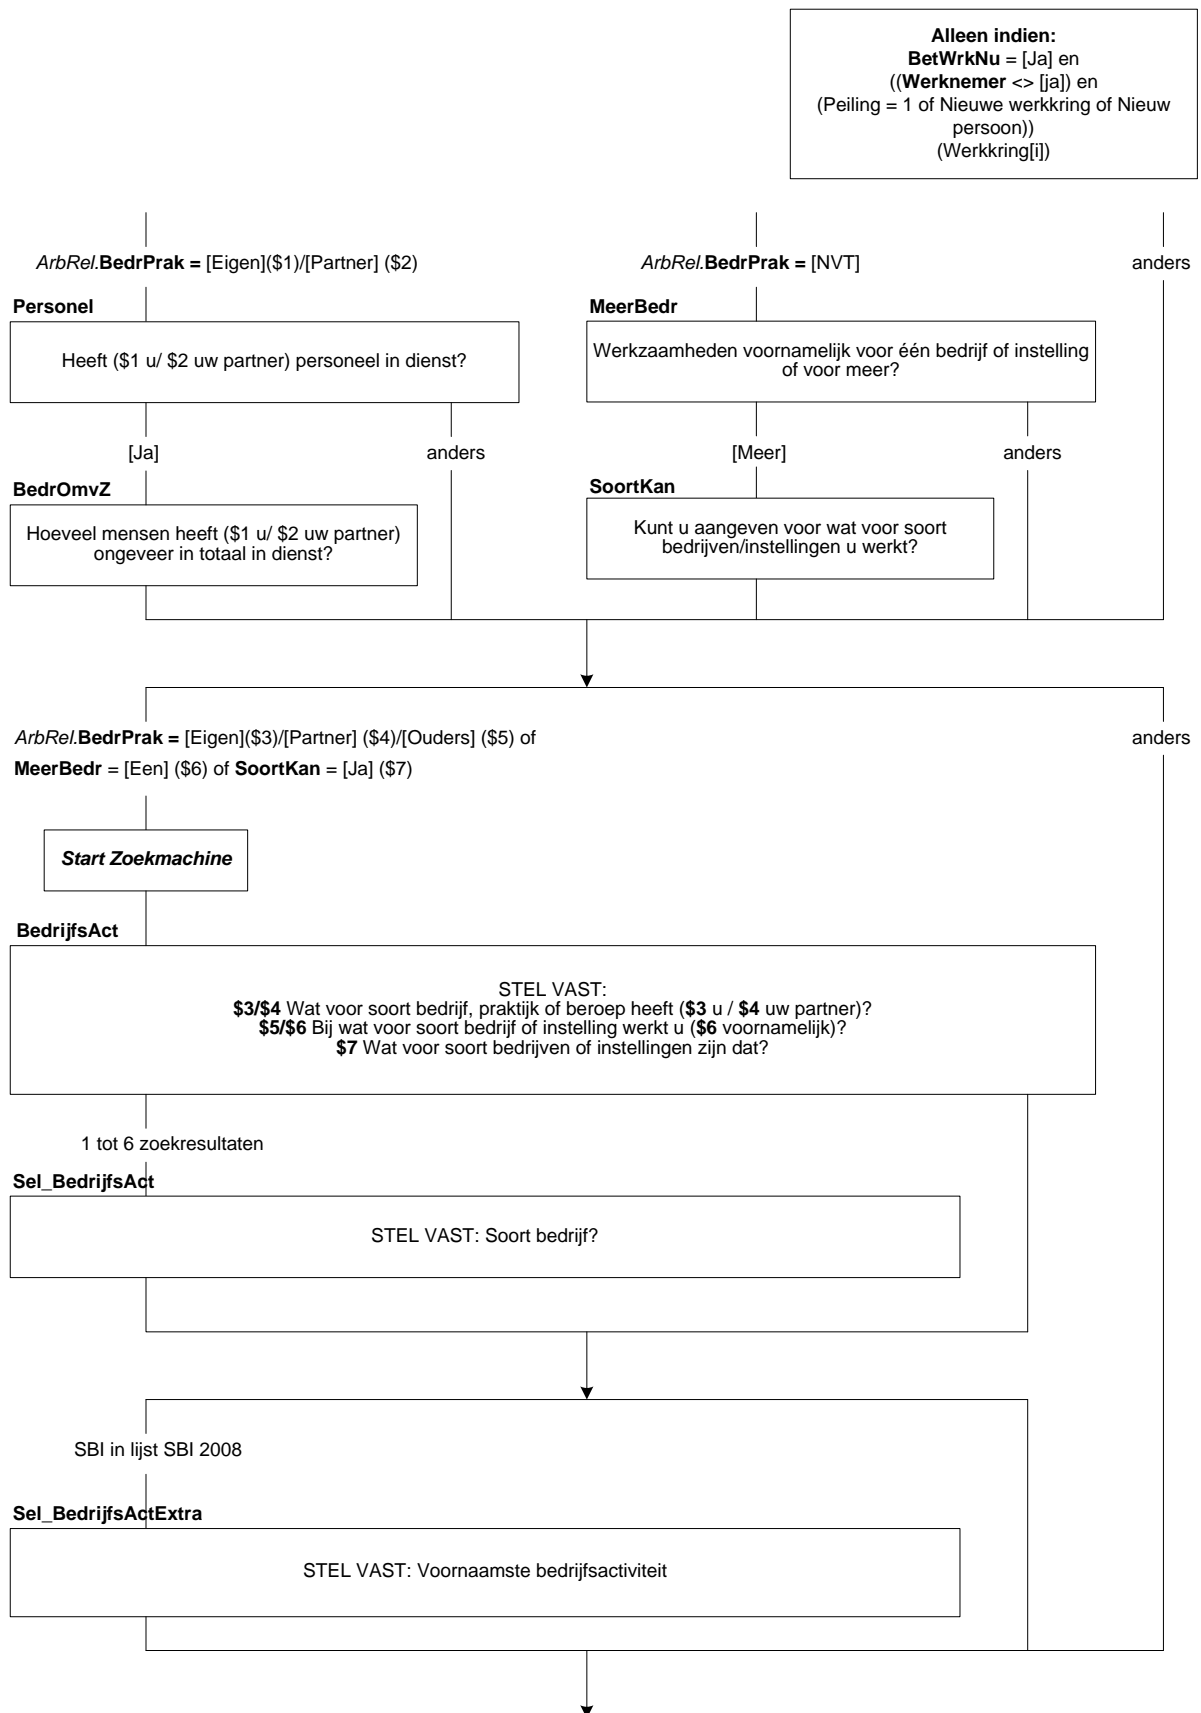 Alleen indien:
BetWrkNu = [Ja] en
((Werknemer <> [ja]) en
(Peiling = 1 of Nieuwe werkkring of Nieuw
persoon))
(Werkkring[i])
ArbRel.BedrPrak = [Eigen]($1)/[Partner] ($2)
ArbRel.BedrPrak = [NVT]
anders
Personel
Heeft ($1 u/ $2 uw partner) personeel in dienst?
MeerBedr
Werkzaamheden voornamelijk voor één bedrijf of instelling
of voor meer?
[Ja]
anders
[Meer]
anders
BedrOmvZ
Hoeveel mensen heeft ($1 u/ $2 uw partner)
ongeveer in totaal in dienst?
SoortKan
Kunt u aangeven voor wat voor soort
bedrijven/instellingen u werkt?
ArbRel.BedrPrak = [Eigen]($3)/[Partner] ($4)/[Ouders] ($5) of
MeerBedr = [Een] ($6) of SoortKan = [Ja] ($7)
anders
Start Zoekmachine
BedrijfsAct
STEL VAST:
$3/$4 Wat voor soort bedrijf, praktijk of beroep heeft ($3 u / $4 uw partner)?
$5/$6 Bij wat voor soort bedrijf of instelling werkt u ($6 voornamelijk)?
$7 Wat voor soort bedrijven of instellingen zijn dat?
1 tot 6 zoekresultaten
Sel_BedrijfsAct
STEL VAST: Soort bedrijf?
SBI in lijst SBI 2008
Sel_BedrijfsActExtra
STEL VAST: Voornaamste bedrijfsactiviteit